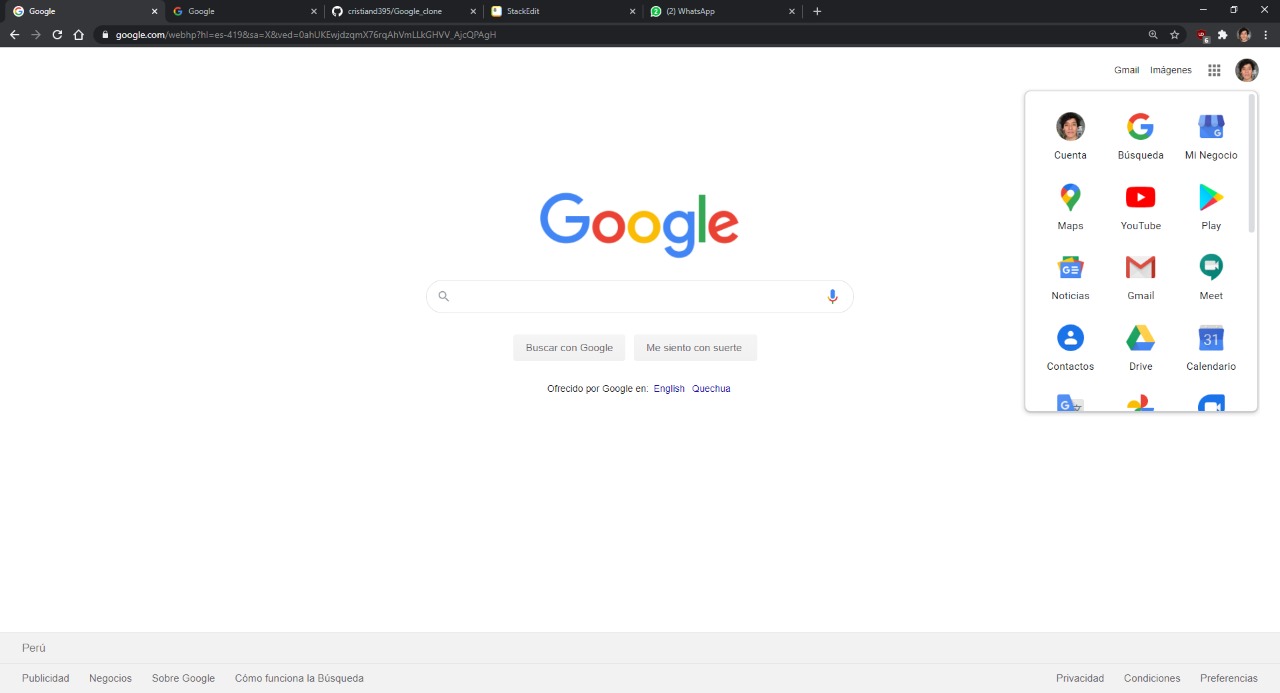 Google
Google
cristiand395/Google_clone
StackEdit
(2) WhatsApp
google.com/webhp?hl=es-419&sa=X&ved=0ahUKEwjdzqmX76rqAhVmLLkGHVV_AjcQPAgH
6
Gmail Imágenes
Cuenta Búsqueda Mi Negocio
Maps YouTube Play
Noticias Gmail Meet
31
Contactos Drive Calendario
Google
Buscar con Google Me siento con suerte
Ofrecido por Google en: English Quechua
Perú
Publicidad Negocios Sobre Google Cómo funciona la Búsqueda
Privacidad Condiciones Preferencias